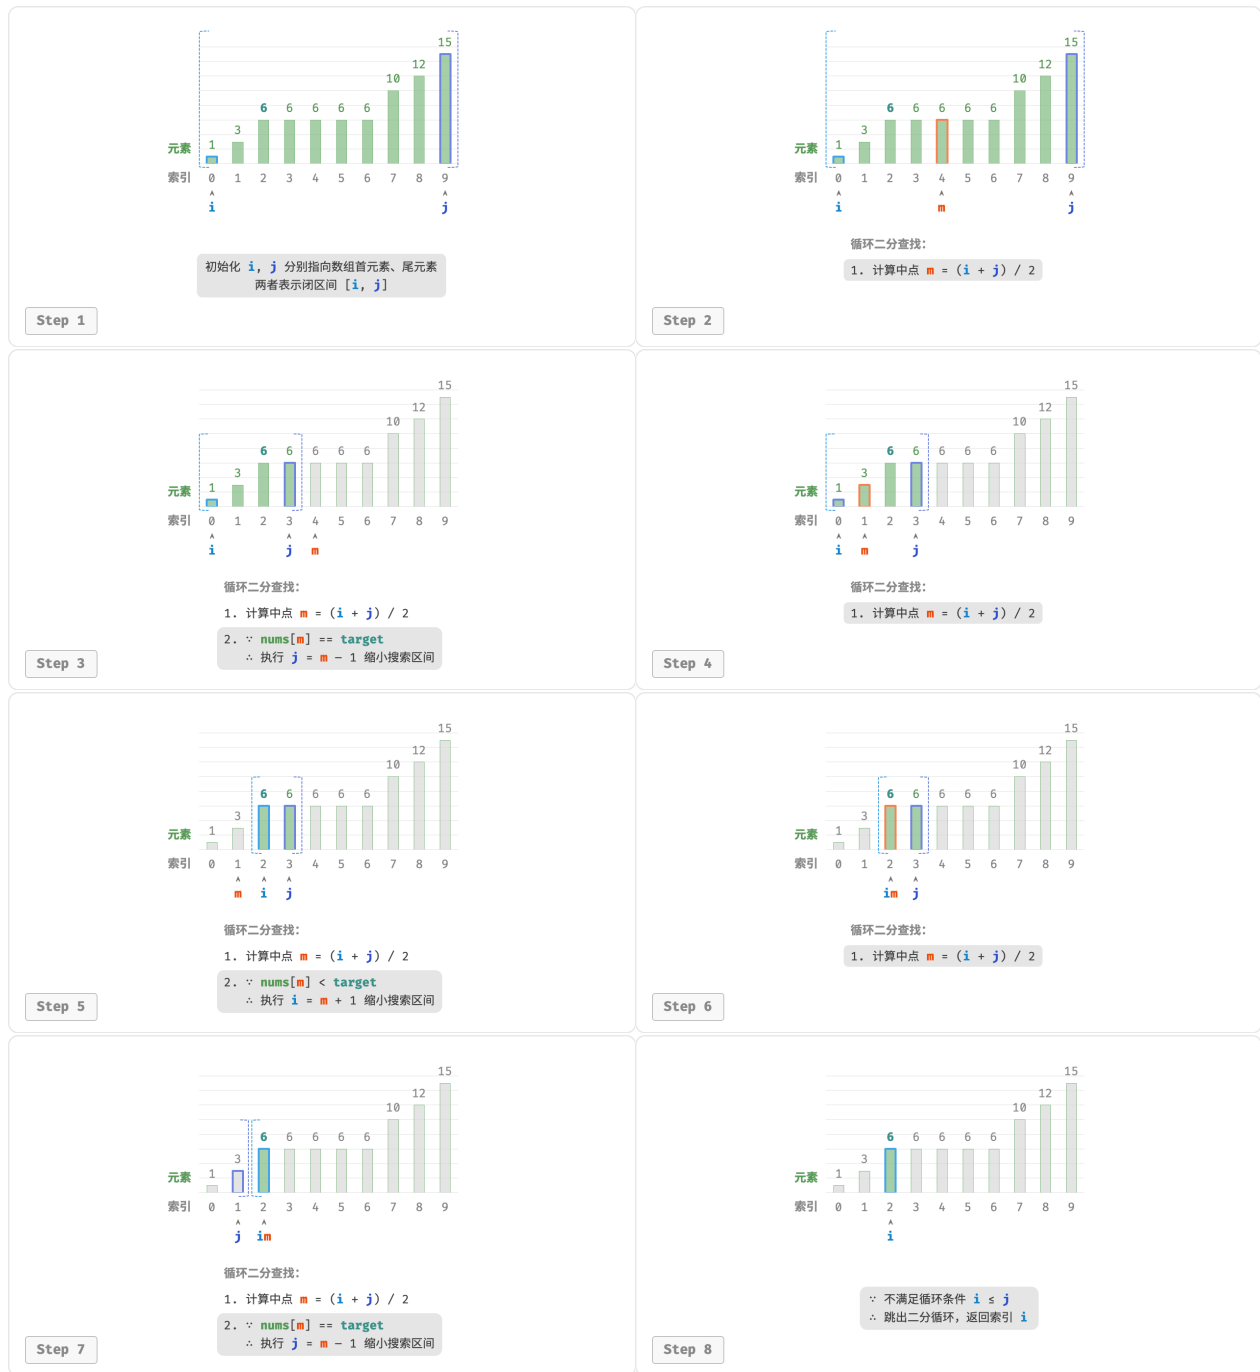 15
12
10
6 6 6 6 6
3
元素 1
索引 0 1 2 3 4 5 6 7 8 9
i j
初始化 i, j 分别指向数组首元素、尾元素
两者表示闭区间 [i, j]
Step 1
15
12
10
6 6 6 6 6
3
元素 1
索引 0 1 2 3 4 5 6 7 8 9
i m j
循环二分查找:
1. 计算中点 m = (i + j) / 2
Step 2
15
12
10
6 6 6 6 6
3
元素 1
索引 0 1 2 3 4 5 6 7 8 9
i j m
循环二分查找:
1. 计算中点 m = (i + j) / 2
2. ∵ nums[m] == target
∴ 执行 j = m − 1 缩小搜索区间
Step 3
15
12
10
6 6 6 6 6
3
元素 1
索引 0 1 2 3 4 5 6 7 8 9
i m j
循环二分查找:
1. 计算中点 m = (i + j) / 2
Step 4
15
12
10
6 6 6 6 6
3
元素 1
索引 0 1 2 3 4 5 6 7 8 9
m i j
循环二分查找:
1. 计算中点 m = (i + j) / 2
2. ∵ nums[m] < target
∴ 执行 i = m + 1 缩小搜索区间
Step 5
15
12
10
6 6 6 6 6
3
元素 1
索引 0 1 2 3 4 5 6 7 8 9
im j
循环二分查找:
1. 计算中点 m = (i + j) / 2
Step 6
15
12
10
6 6 6 6 6
3
元素 1
索引 0 1 2 3 4 5 6 7 8 9
j im
循环二分查找:
1. 计算中点 m = (i + j) / 2
2. ∵ nums[m] == target
∴ 执行 j = m − 1 缩小搜索区间
Step 7
15
12
10
6 6 6 6 6
3
元素 1
索引 0 1 2 3 4 5 6 7 8 9
i
∵ 不满足循环条件 i ≤ j
∴ 跳出二分循环，返回索引 i
Step 8